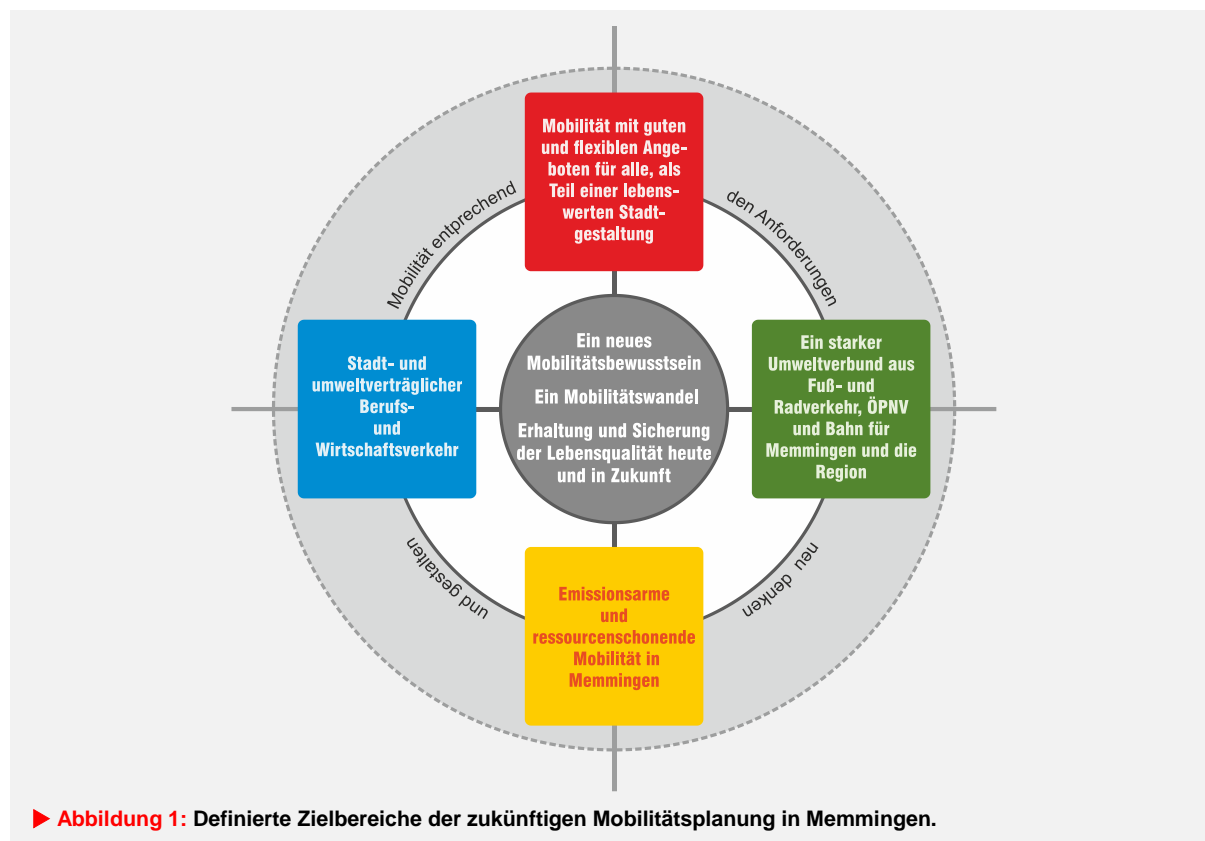 Mobilität mit guten
und flexiblen Ange-
boten für alle, als
Teil einer lebens-
werten Stadt-
gestaltung
Mobilität entprechend
den Anforderungen
neu denken
und gestalten
Stadt- und
umweltverträglicher
Berufs-
und
Wirtschaftsverkehr
Ein neues
Mobilitätsbewusstsein
Ein Mobilitätswandel
Erhaltung und Sicherung
der Lebensqualität heute
und in Zukunft
Ein starker
Umweltverbund aus
Fuß- und
Radverkehr, ÖPNV
und Bahn für
Memmingen und die
Region
Emissionsarme
und
ressourcenschonende
Mobilität in
Memmingen
Abbildung 1: Definierte Zielbereiche der zukünftigen Mobilitätsplanung in Memmingen.